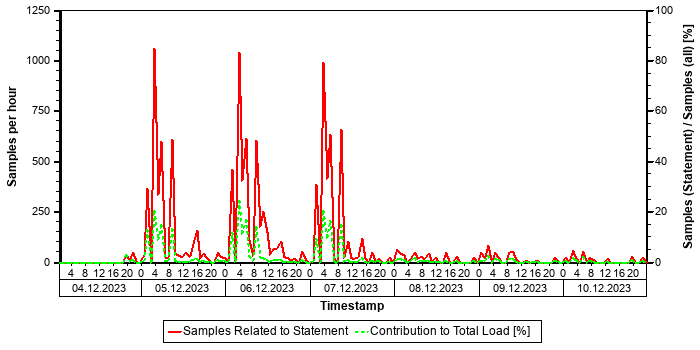 1250
1000
750
500
250
0
Samples per hour
100
80
60
40
20
0
Samples (Statement) / Samples (all) [%]
4 8 12 16 20 0 4 8 12 16 20 0 4 8 12 16 20 0 4 8 12 16 20 0 4 8 12 16 20 0 4 8 12 16 20 0 4 8 12 16 20
04.12.2023 05.12.2023 06.12.2023 07.12.2023 08.12.2023 09.12.2023 10.12.2023
Timestamp
Samples Related to Statement Contribution to Total Load [%]